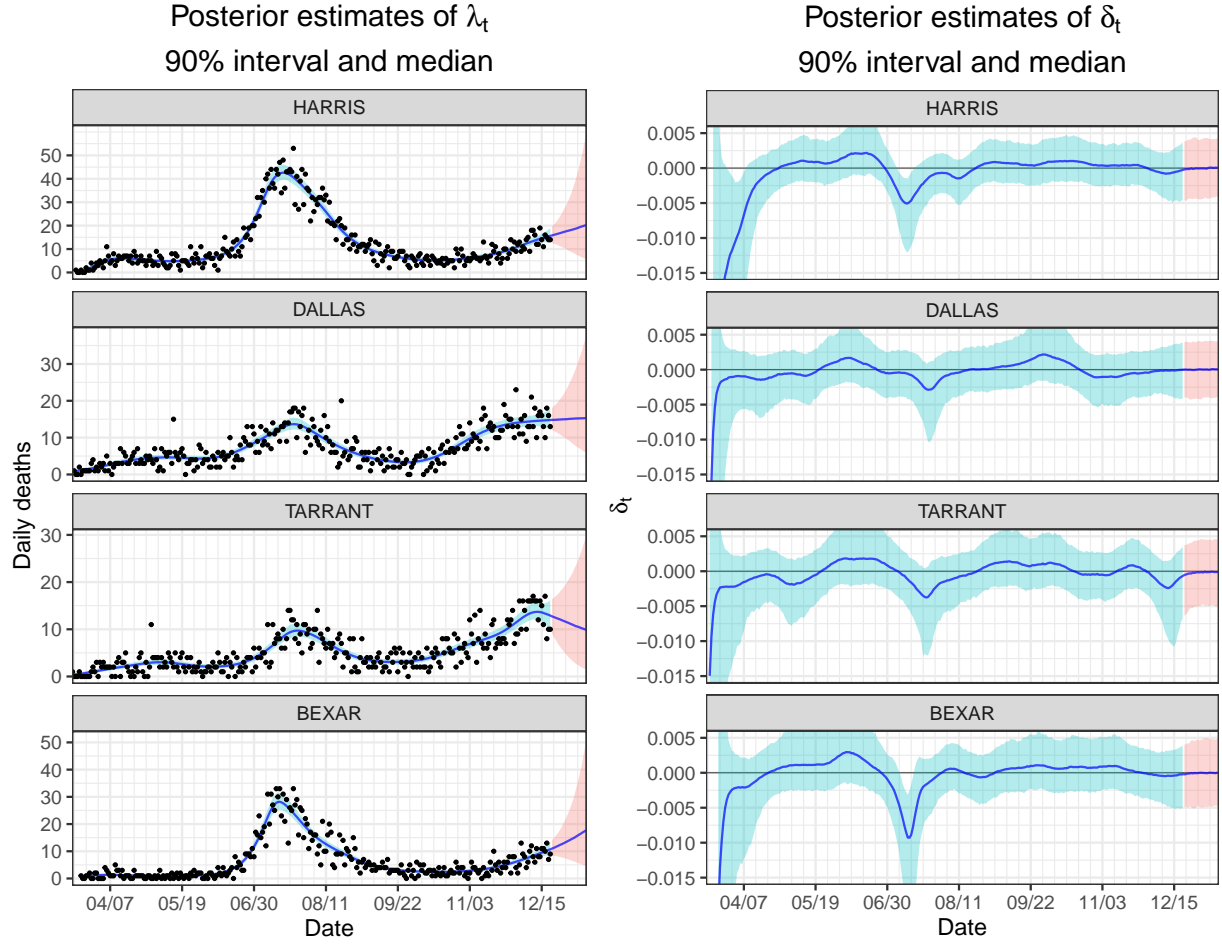 Posterior estimates of λt
90% interval and median
Daily deaths
HARRIS
50
40
30
20
10
0
DALLAS
30
20
10
0
TARRANT
30
20
10
0
BEXAR
50
40
30
20
10
0
04/07 05/19 06/30 08/11 09/22 11/03 12/15
Date
Posterior estimates of δt
90% interval and median
δt
HARRIS
0.005
0.000
−0.005
−0.010
−0.015
DALLAS
0.005
0.000
−0.005
−0.010
−0.015
TARRANT
0.005
0.000
−0.005
−0.010
−0.015
BEXAR
0.005
0.000
−0.005
−0.010
−0.015
04/07 05/19 06/30 08/11 09/22 11/03 12/15
Date